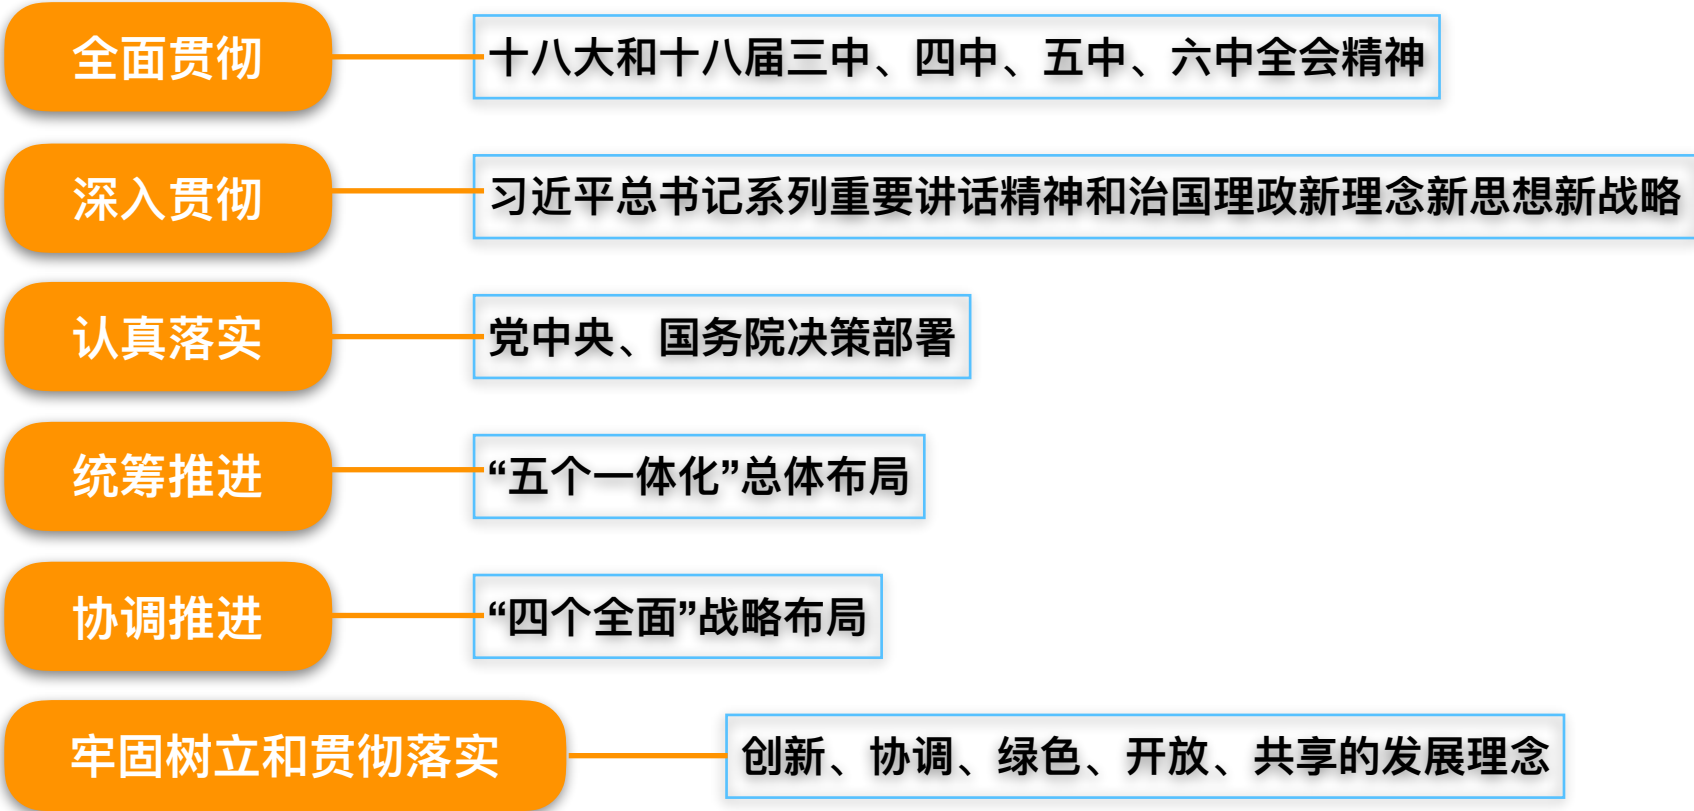 全面贯彻
十八大和十八届三中、四中、五中、六中全会精神
深入贯彻
习近平总书记系列重要讲话精神和治国理政新理念新思想新战略
认真落实
党中央、国务院决策部署
统筹推进
“五个一体化”总体布局
协调推进
“四个全面”战略布局
牢固树立和贯彻落实
创新、协调、绿色、开放、共享的发展理念